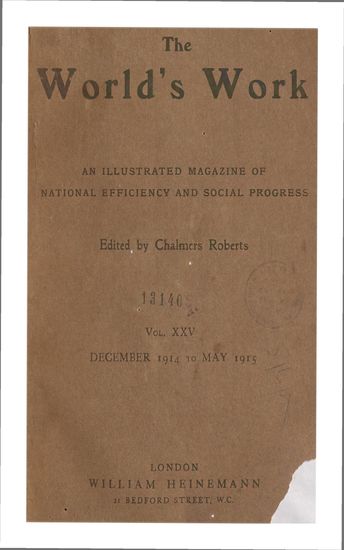 The
World's Work
AN ILLUSTRATED MAGAZINE OF
NATIONAL EFFICIENCY AND SOCIAL PROGRESS
Edited by Chalmers Roberts
13140
VOL. XXV
DECEMBER 1914 TO MAY 1915
LONDON
WILLIAM HEINEMANN
21 BEDFORD STREET, W.C.